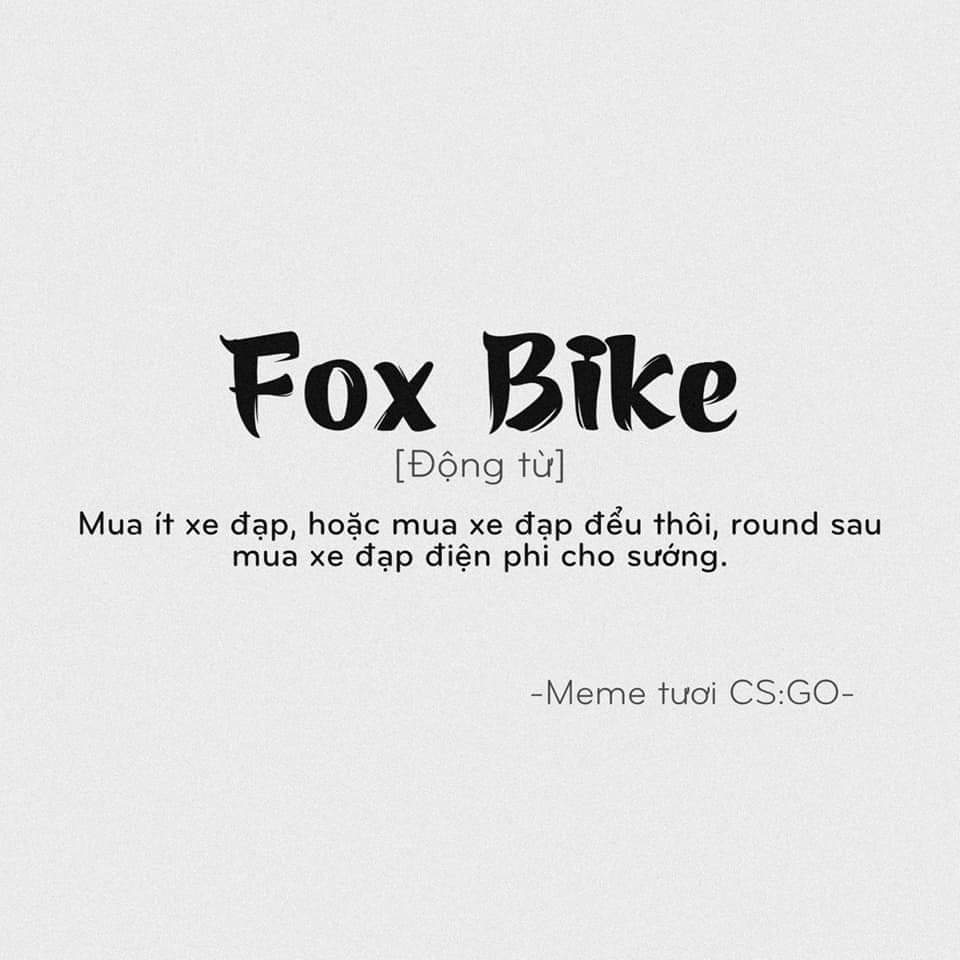 Fox Bike
[Động từ]
Mua ít xe đạp, hoặc mua xe đạp đểu thôi, round sau
mua xe đạp điện phi cho sướng.
-Meme tươi CS:GO-